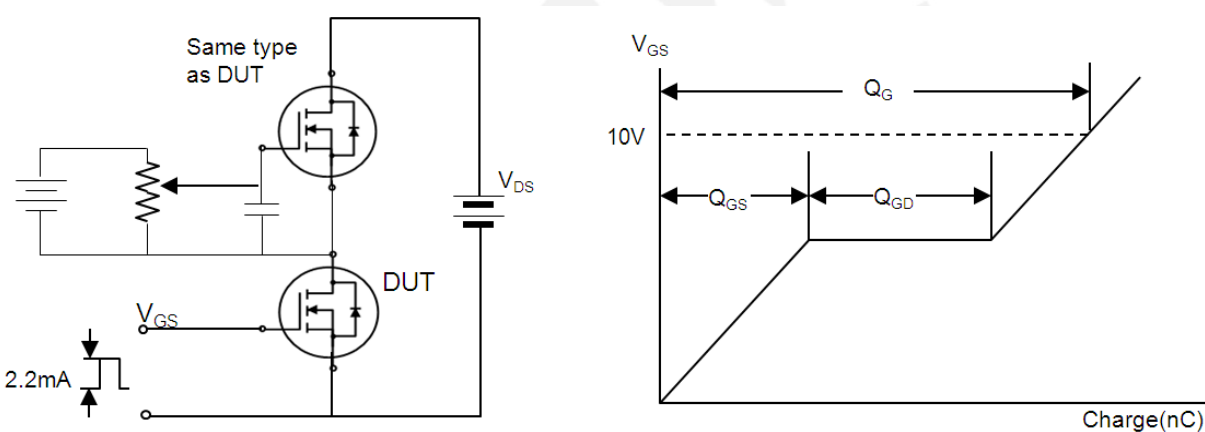 Same type
as DUT
V_DS
DUT
V_GS
2.2mA
V_GS
Q_G
10V
Q_GS
Q_GD
Charge(nC)